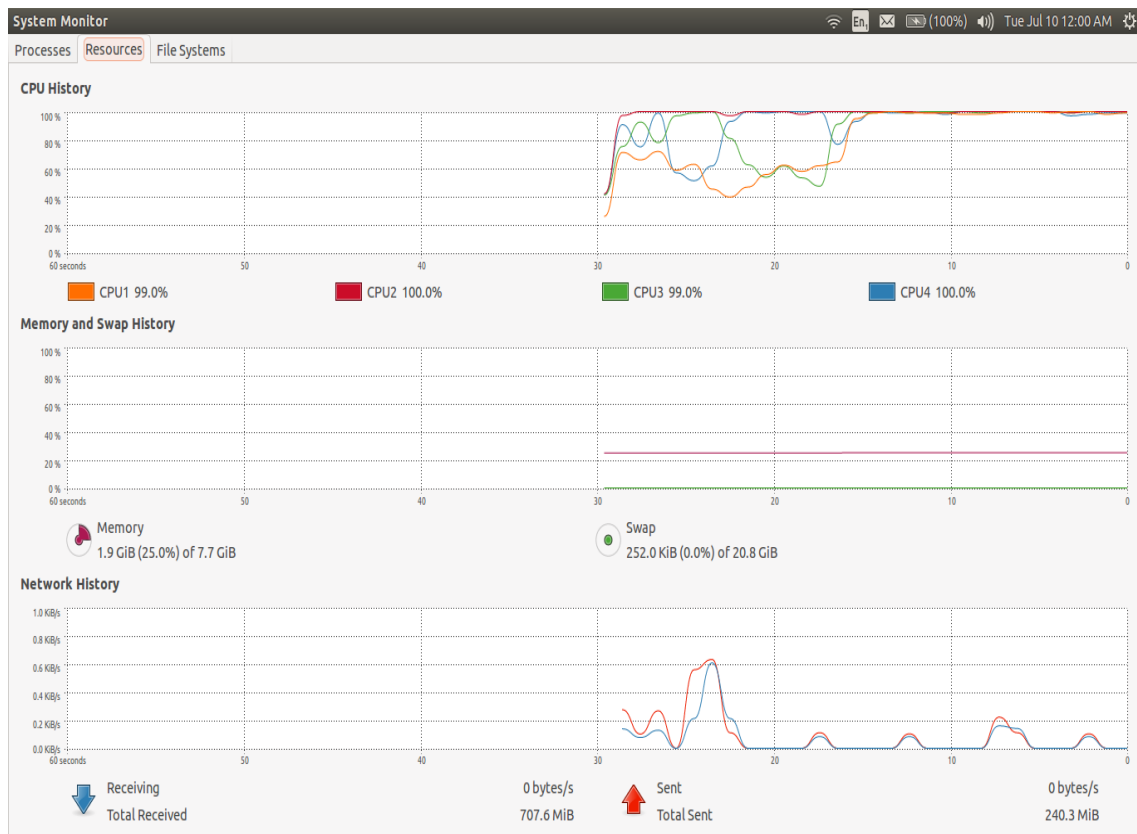 System Monitor En1 (100%) Tue Jul 10 12:00 AM
Processes Resources File Systems
CPU History
100 %
80 %
60 %
40 %
20 %
0 %
60 seconds 50 40 30 20 10 0
CPU1 99.0% CPU2 100.0% CPU3 99.0% CPU4 100.0%
Memory and Swap History
100 %
80 %
60 %
40 %
20 %
0 %
60 seconds 50 40 30 20 10 0
Memory Swap
1.9 GiB (25.0%) of 7.7 GiB 252.0 KiB (0.0%) of 20.8 GiB
Network History
1.0 KiB/s
0.8 KiB/s
0.6 KiB/s
0.4 KiB/s
0.2 KiB/s
0.0 KiB/s
60 seconds 50 40 30 20 10 0
Receiving 0 bytes/s Sent 0 bytes/s
Total Received 707.6 MiB Total Sent 240.3 MiB